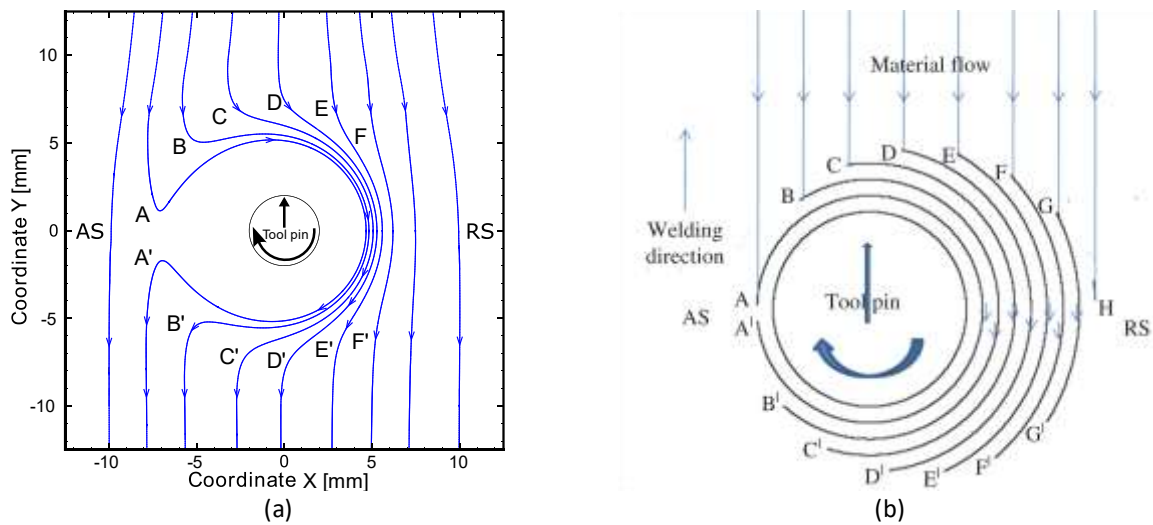 10
5
0
-5
-10
Coordinate Y [mm]
-10
-5
0
5
10
Coordinate X [mm]
AS
RS
A
B
C
D
E
F
Tool pin
A'
B'
C'
D'
E'
F'
(a)
Material flow
Welding
direction
A
B
C
D
E
F
G
H
AS
RS
Tool pin
A'
B'
C'
D'
E'
F'
G'
(b)